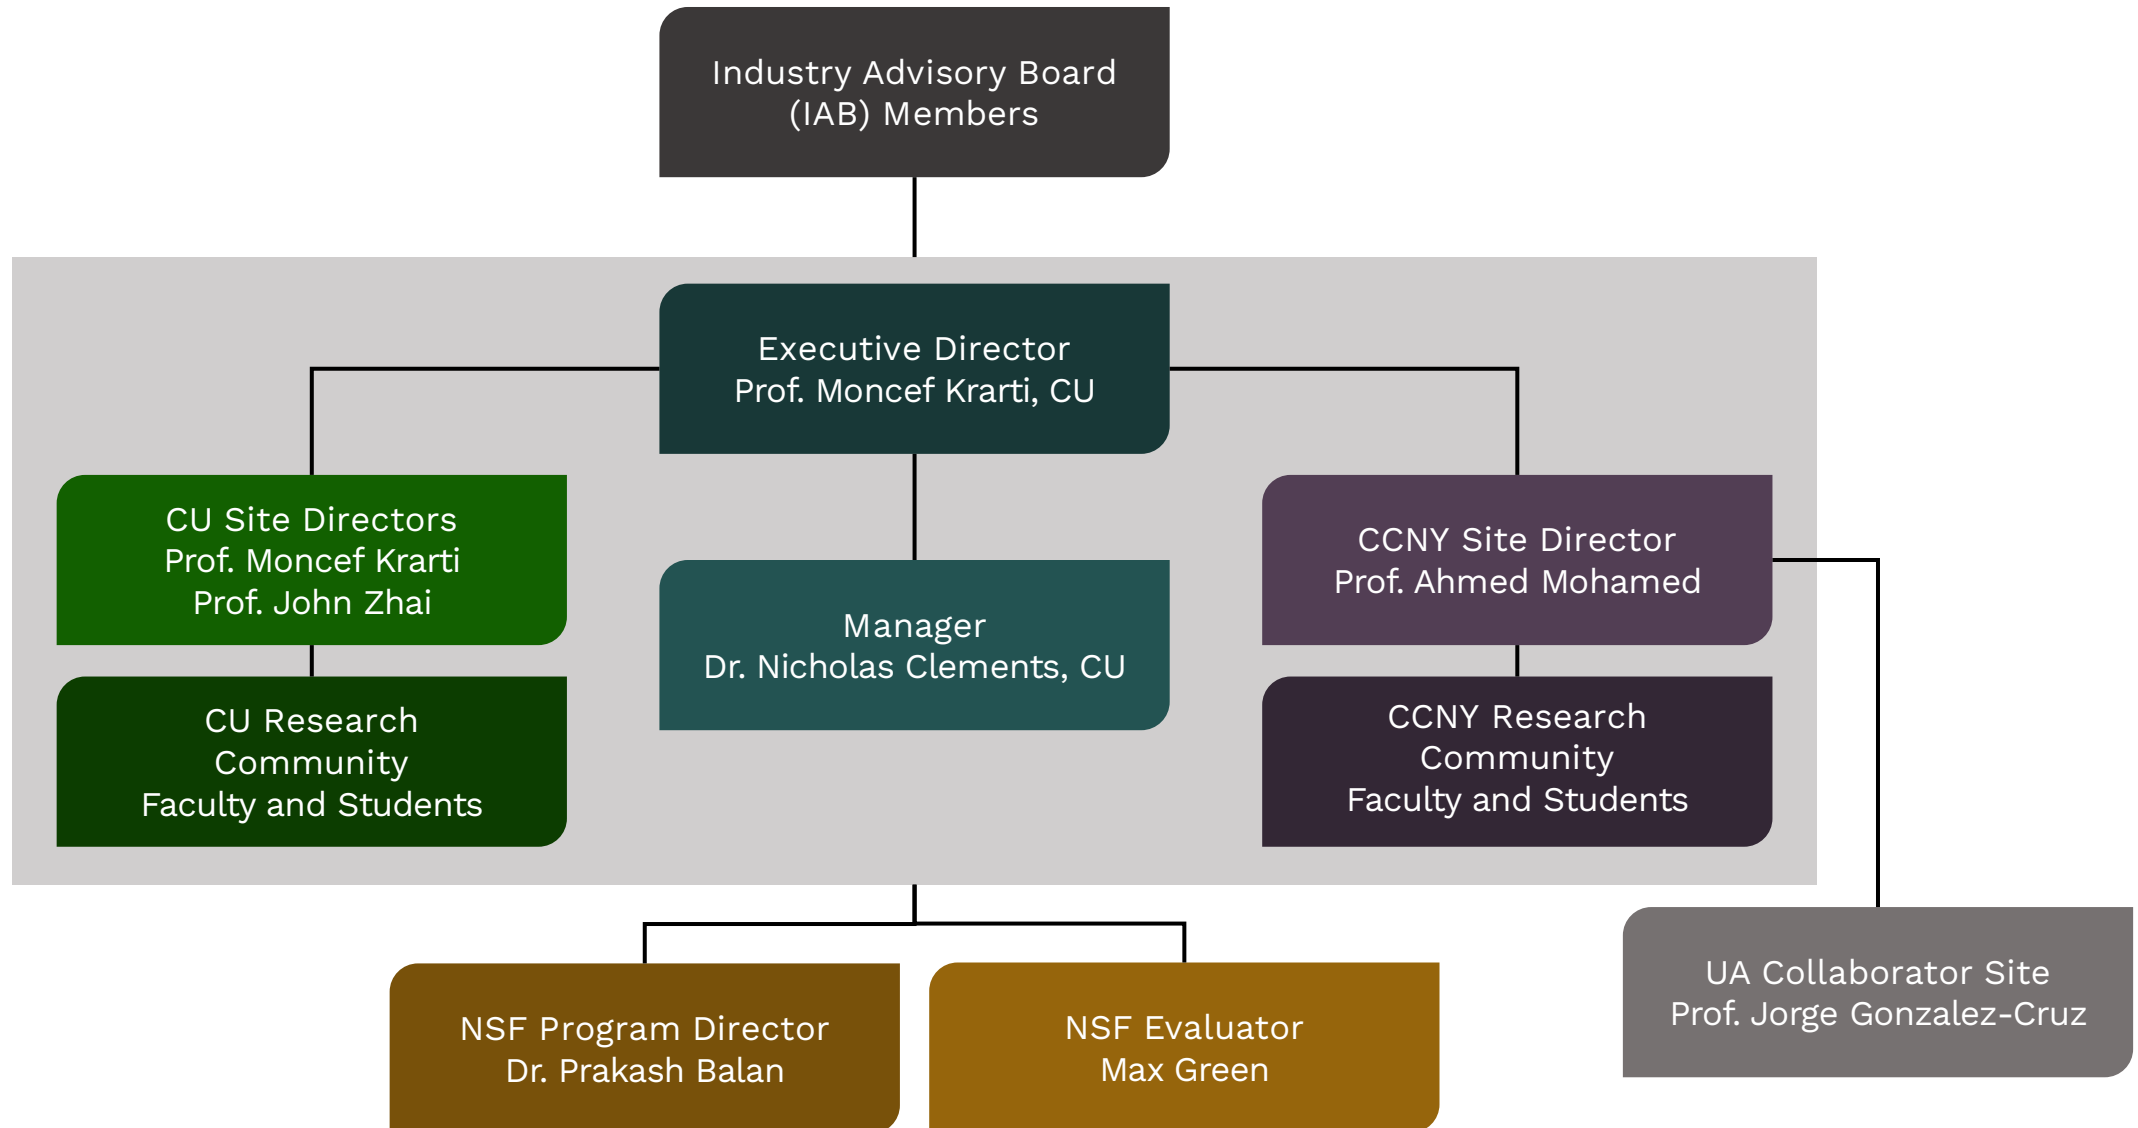 Industry Advisory Board
(IAB) Members
Executive Director
Prof. Moncef Krarti, CU
CU Site Directors
Prof. Moncef Krarti
Prof. John Zhai
Manager
Dr. Nicholas Clements, CU
CCNY Site Director
Prof. Ahmed Mohamed
CU Research
Community
Faculty and Students
CCNY Research
Community
Faculty and Students
NSF Program Director
Dr. Prakash Balan
NSF Evaluator
Max Green
UA Collaborator Site
Prof. Jorge Gonzalez-Cruz